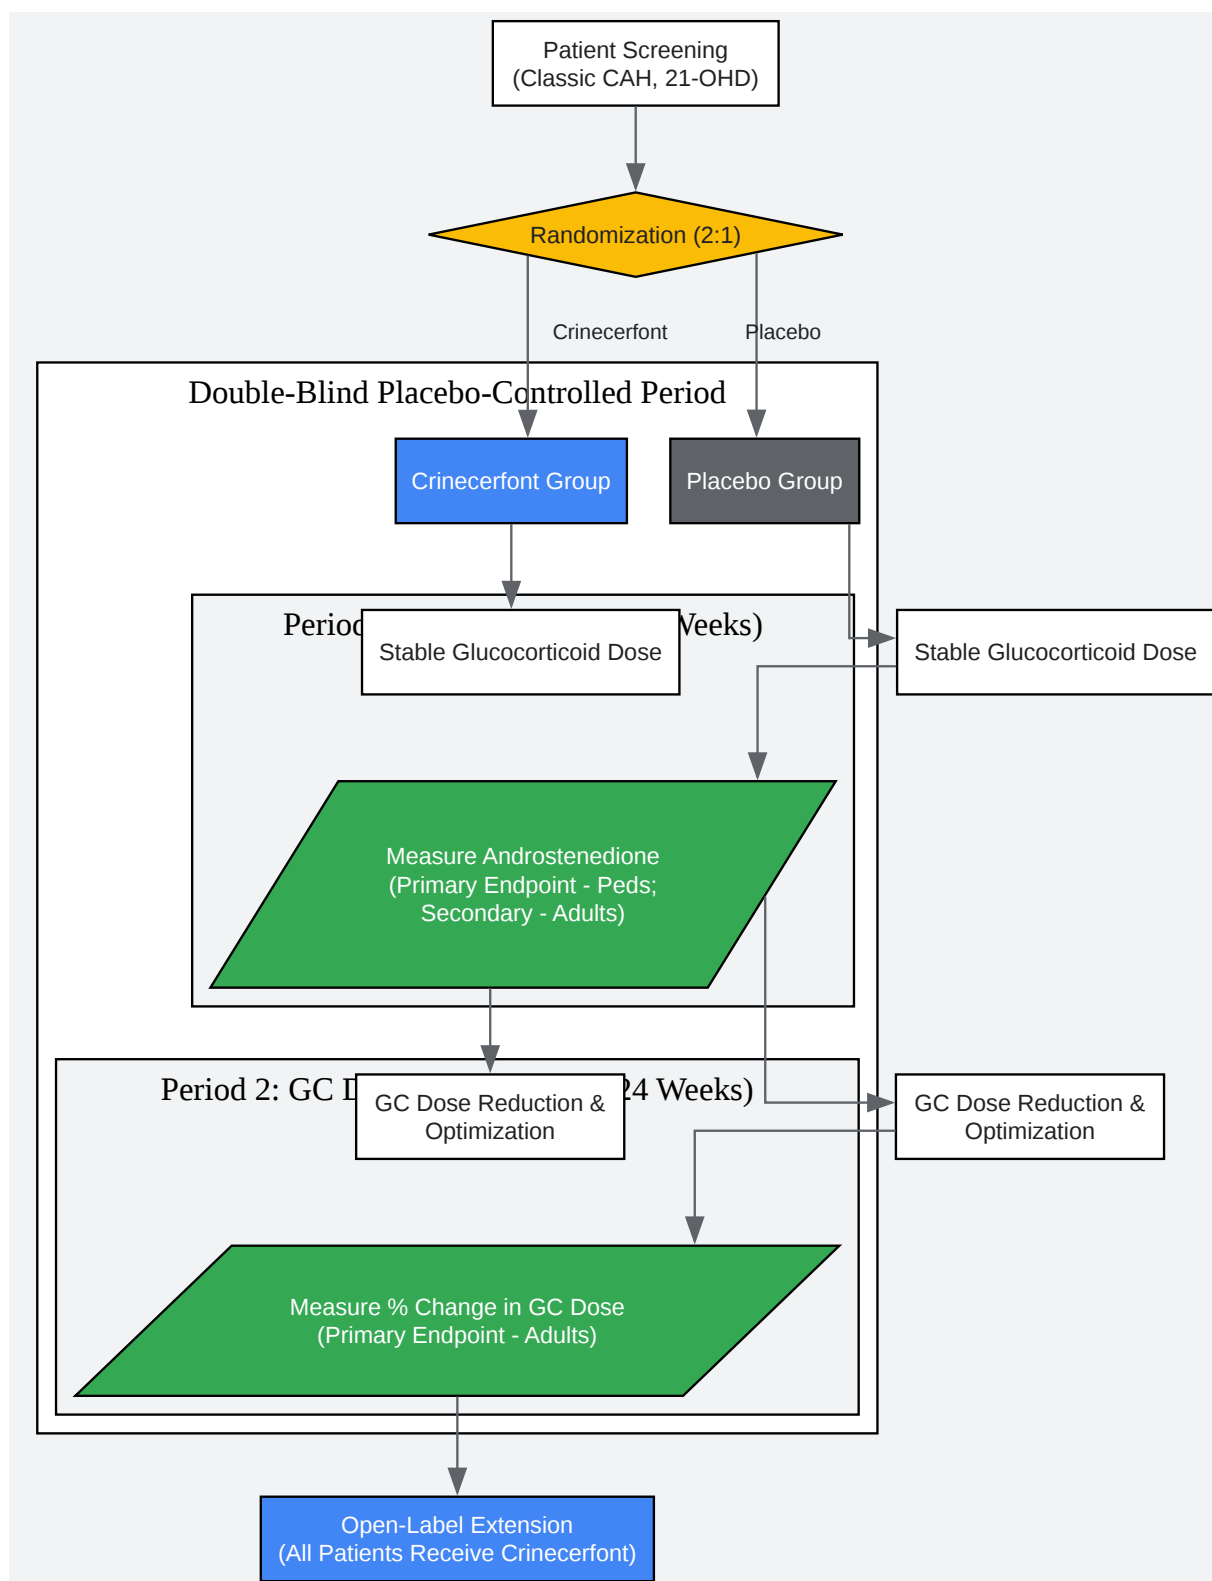 Patient Screening
(Classic CAH, 21-OHD)
Randomization (2:1)
Crinecerfont
Placebo
Double-Blind Placebo-Controlled Period
Crinecerfont Group
Placebo Group
Period
Weeks)
Stable Glucocorticoid Dose
Stable Glucocorticoid Dose
Measure Androstenedione
(Primary Endpoint - Peds;
Secondary - Adults)
Period 2: GC
24 Weeks)
GC Dose Reduction &
Optimization
GC Dose Reduction &
Optimization
Measure % Change in GC Dose
(Primary Endpoint - Adults)
Open-Label Extension
(All Patients Receive Crinecerfont)